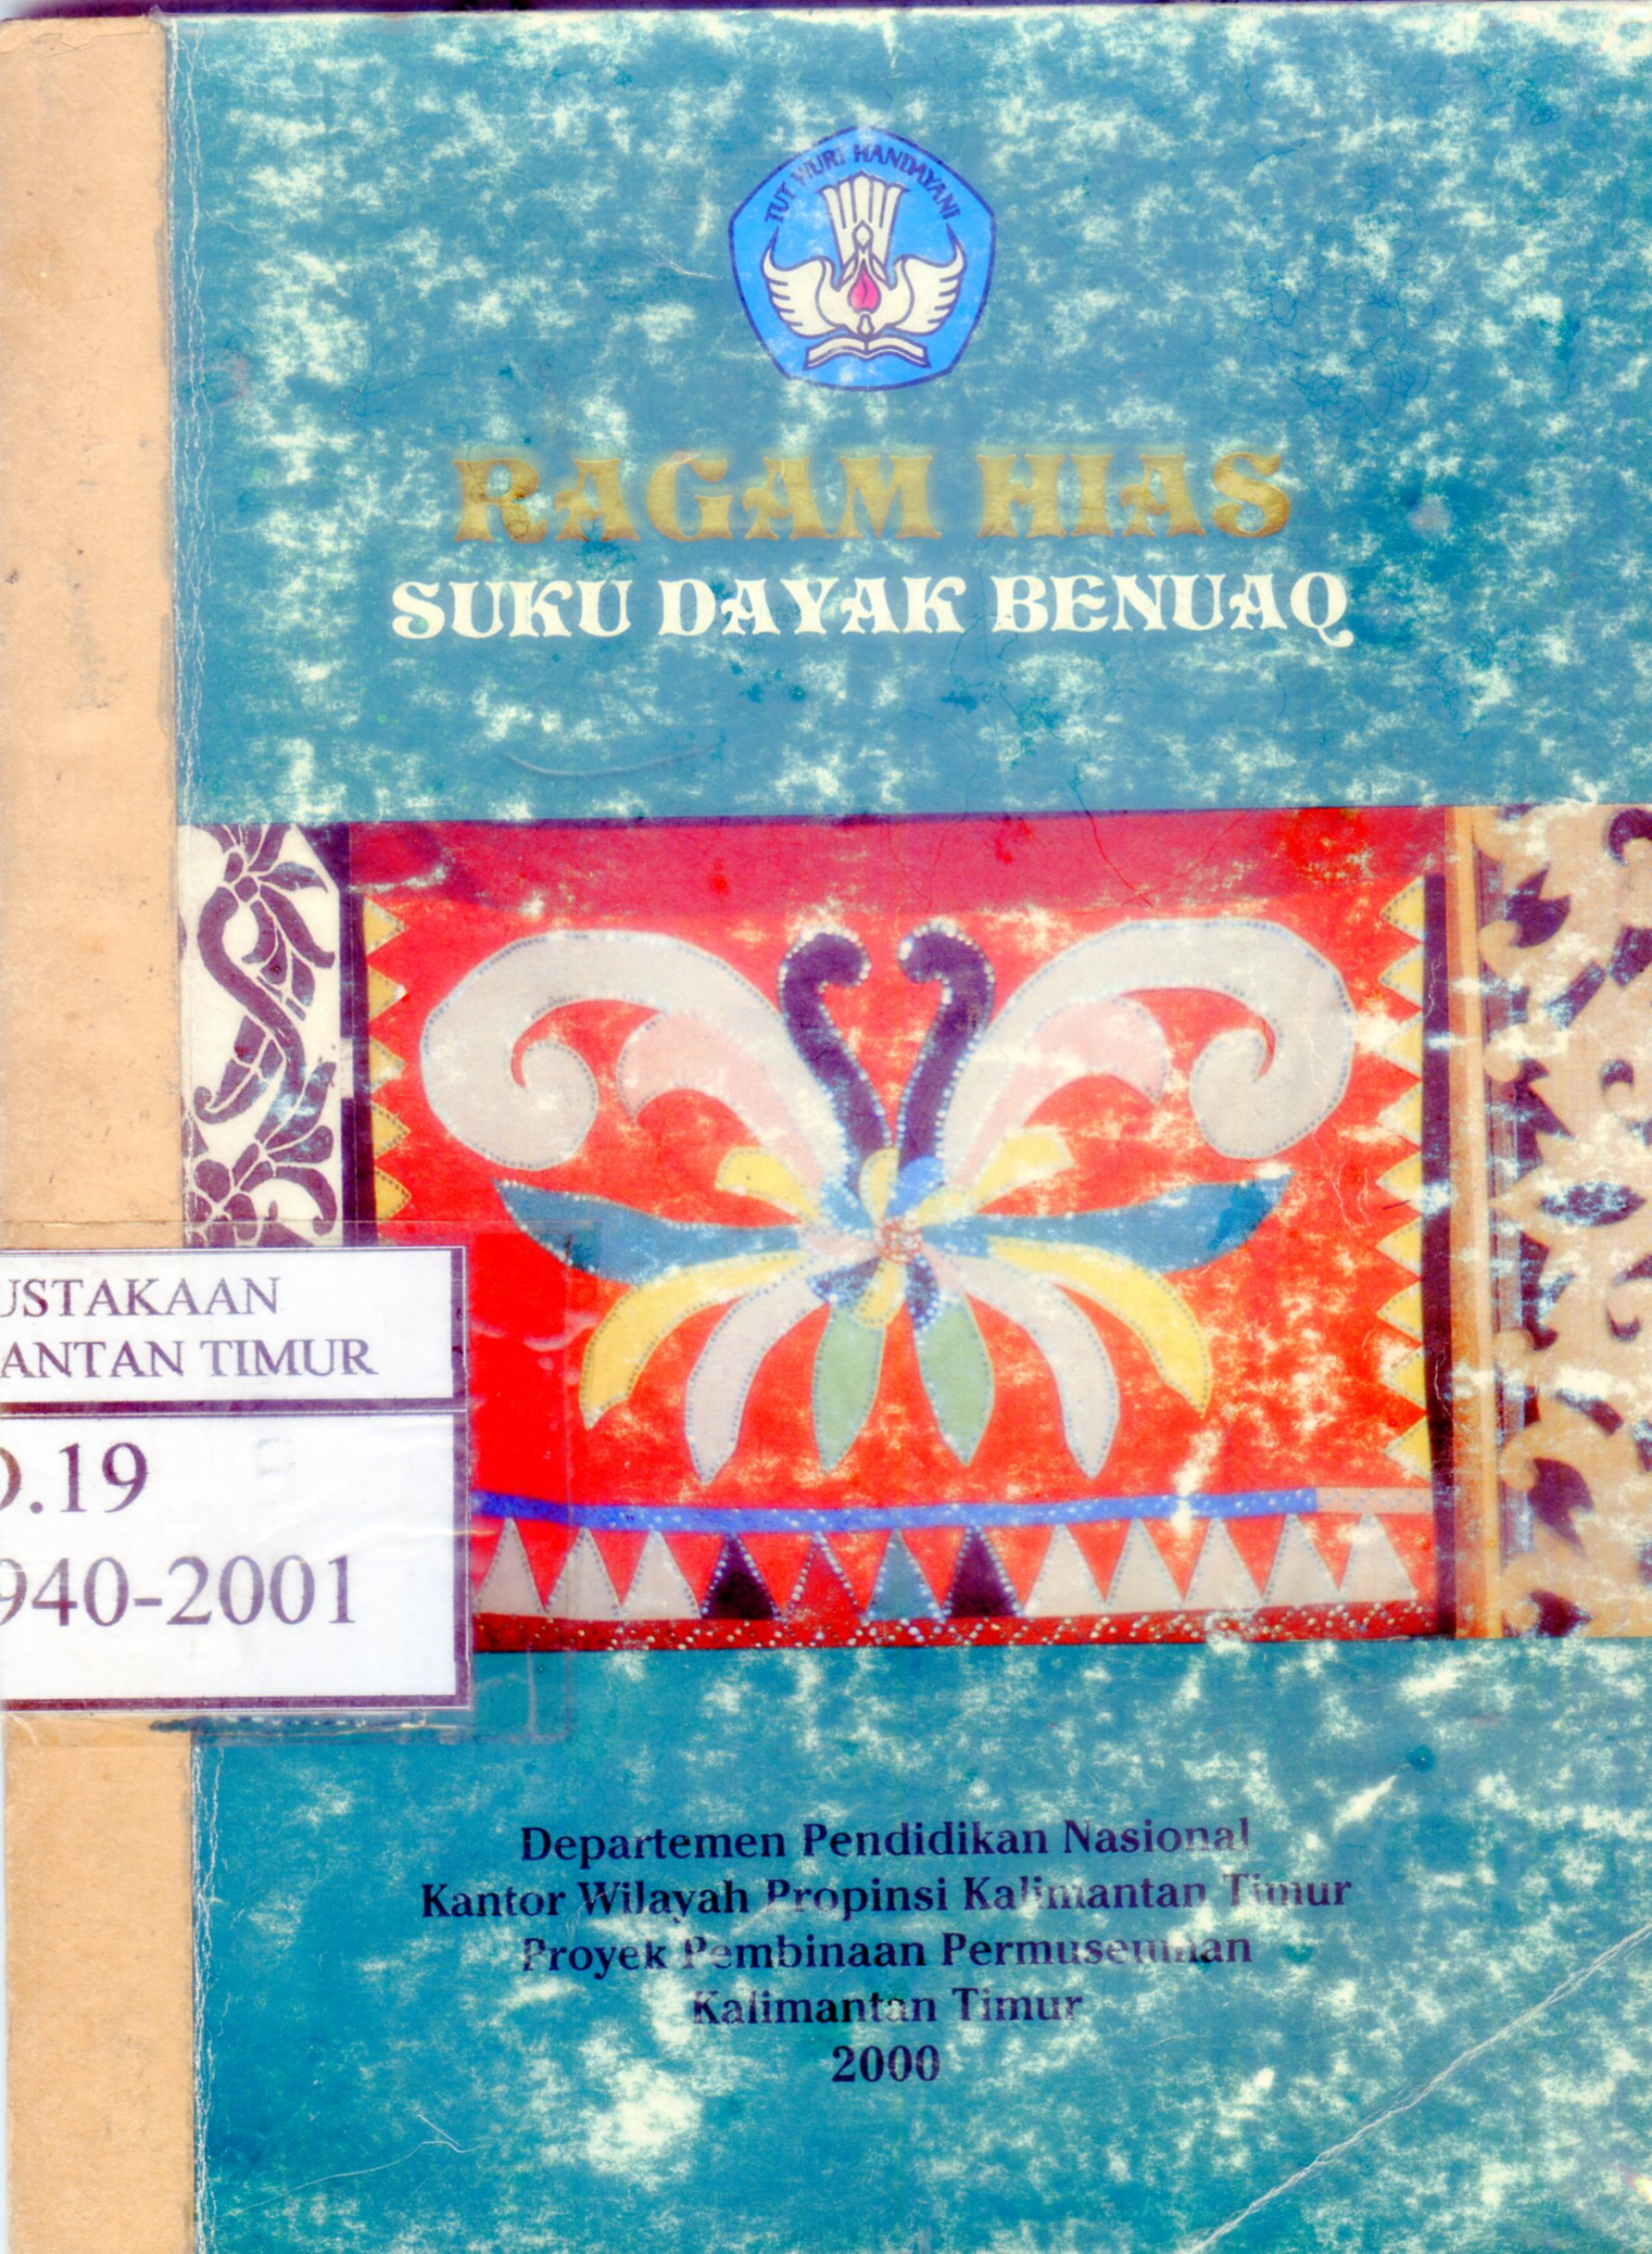 TUT WURI HANDAYANI
RAGAM HIAS
SUKU DAYAK BENUAQ
USTAKAAN
ANTAN TIMUR
.19
940-2001
Departemen Pendidikan Nasional
Kantor Wilayah Propinsi Kalimantan Timur
Proyek Pembinaan Permuseuman
Kalimantan Timur
2000